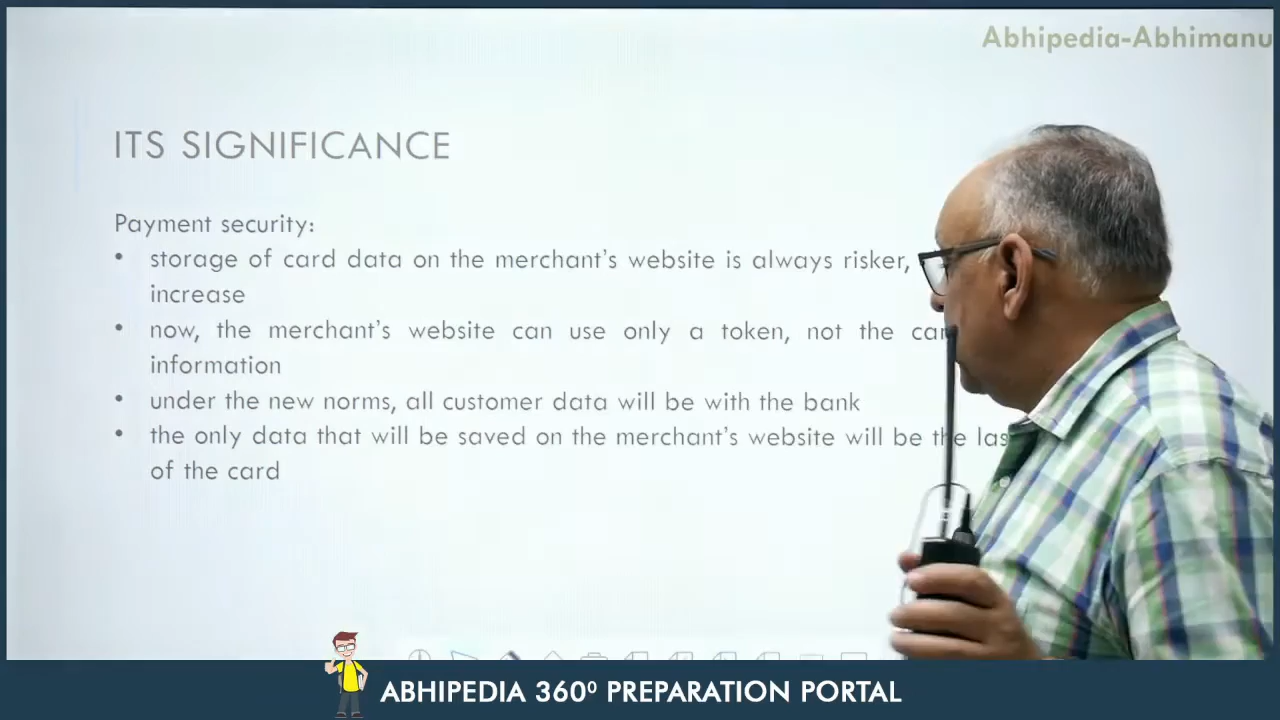 Abhipedia-Abhimanu
ITS SIGNIFICANCE
Payment security:
• storage of card data on the merchant's website is always risker,
increase
• now, the merchant's website can use only a token, not the
information
• under the new norms, all customer data will be with the bank
• the only data that will be saved on the merchant's website will be the
of the card
ABHIPEDIA 360⁰ PREPARATION PORTAL